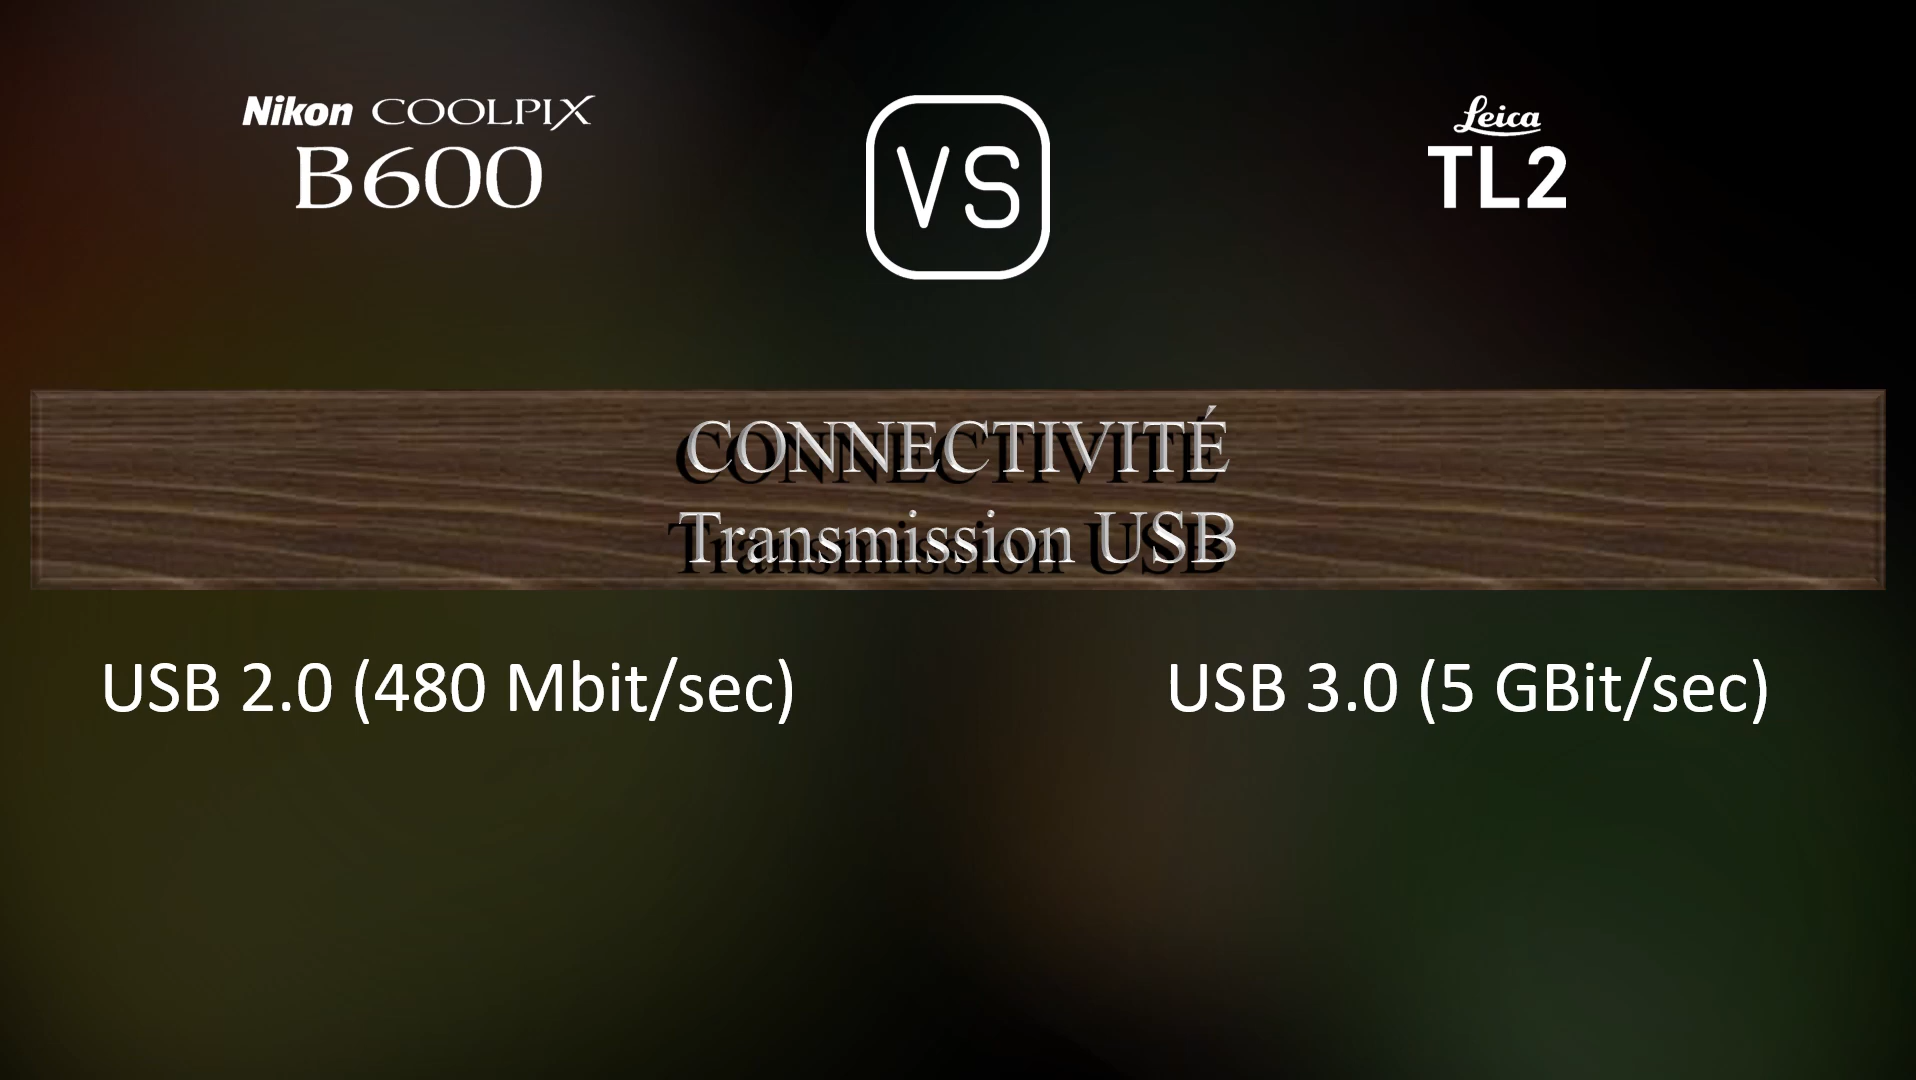 Nikon COOLPIX
B600
VS
Leica
TL2
CONNECTIVITÉ
Transmission USB
USB 2.0 (480 Mbit/sec)
USB 3.0 (5 GBit/sec)